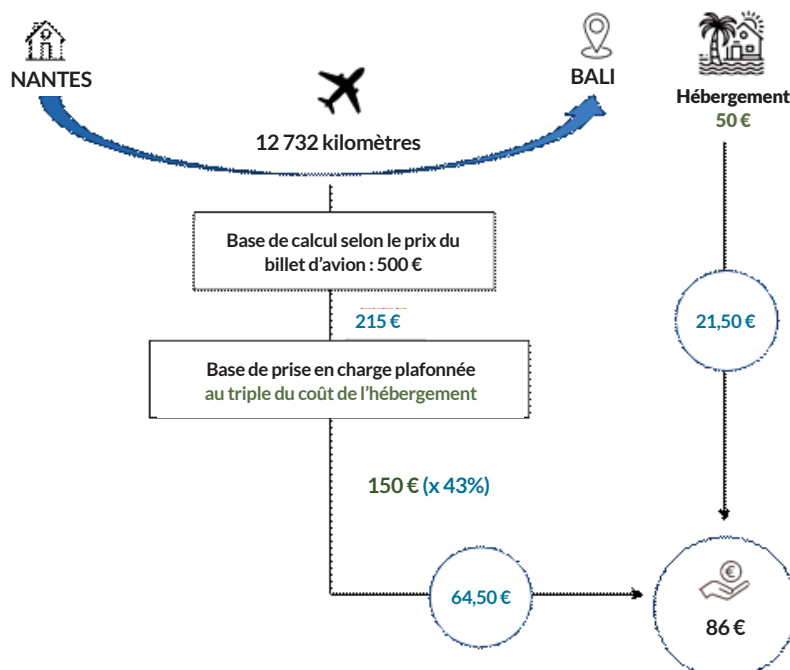 NANTES
BALI
Hébergement
50 €
12 732 kilomètres
Base de calcul selon le prix du
billet d’avion : 500 €
215 €
21,50 €
Base de prise en charge plafonnée
au triple du coût de l’hébergement
150 € (x 43%)
64,50 €
€
86 €